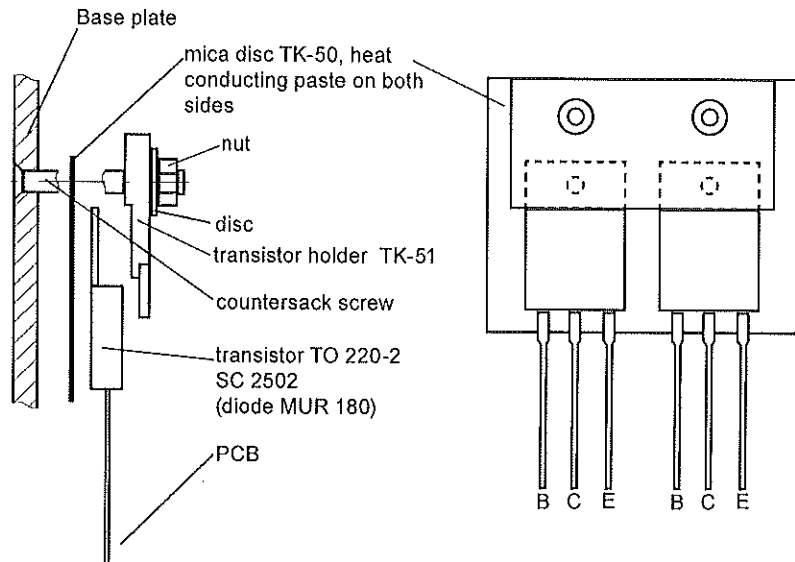 Base plate
mica disc TK-50, heat
conducting paste on both
sides
nut
disc
transistor holder TK-51
countersack screw
transistor TO 220-2
SC 2502
(diode MUR 180)
PCB
B C E B C E